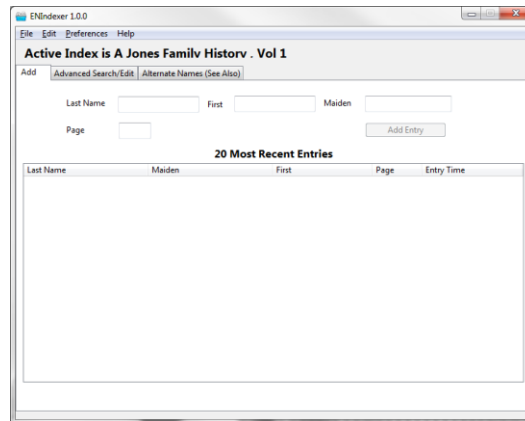 ENIndexer 1.0.0
File Edit Preferences Help
Active Index is A Jones Family History . Vol 1
Add Advanced Search/Edit Alternate Names (See Also)
Last Name First Maiden
Page Add Entry
20 Most Recent Entries
Last Name Maiden First Page Entry Time